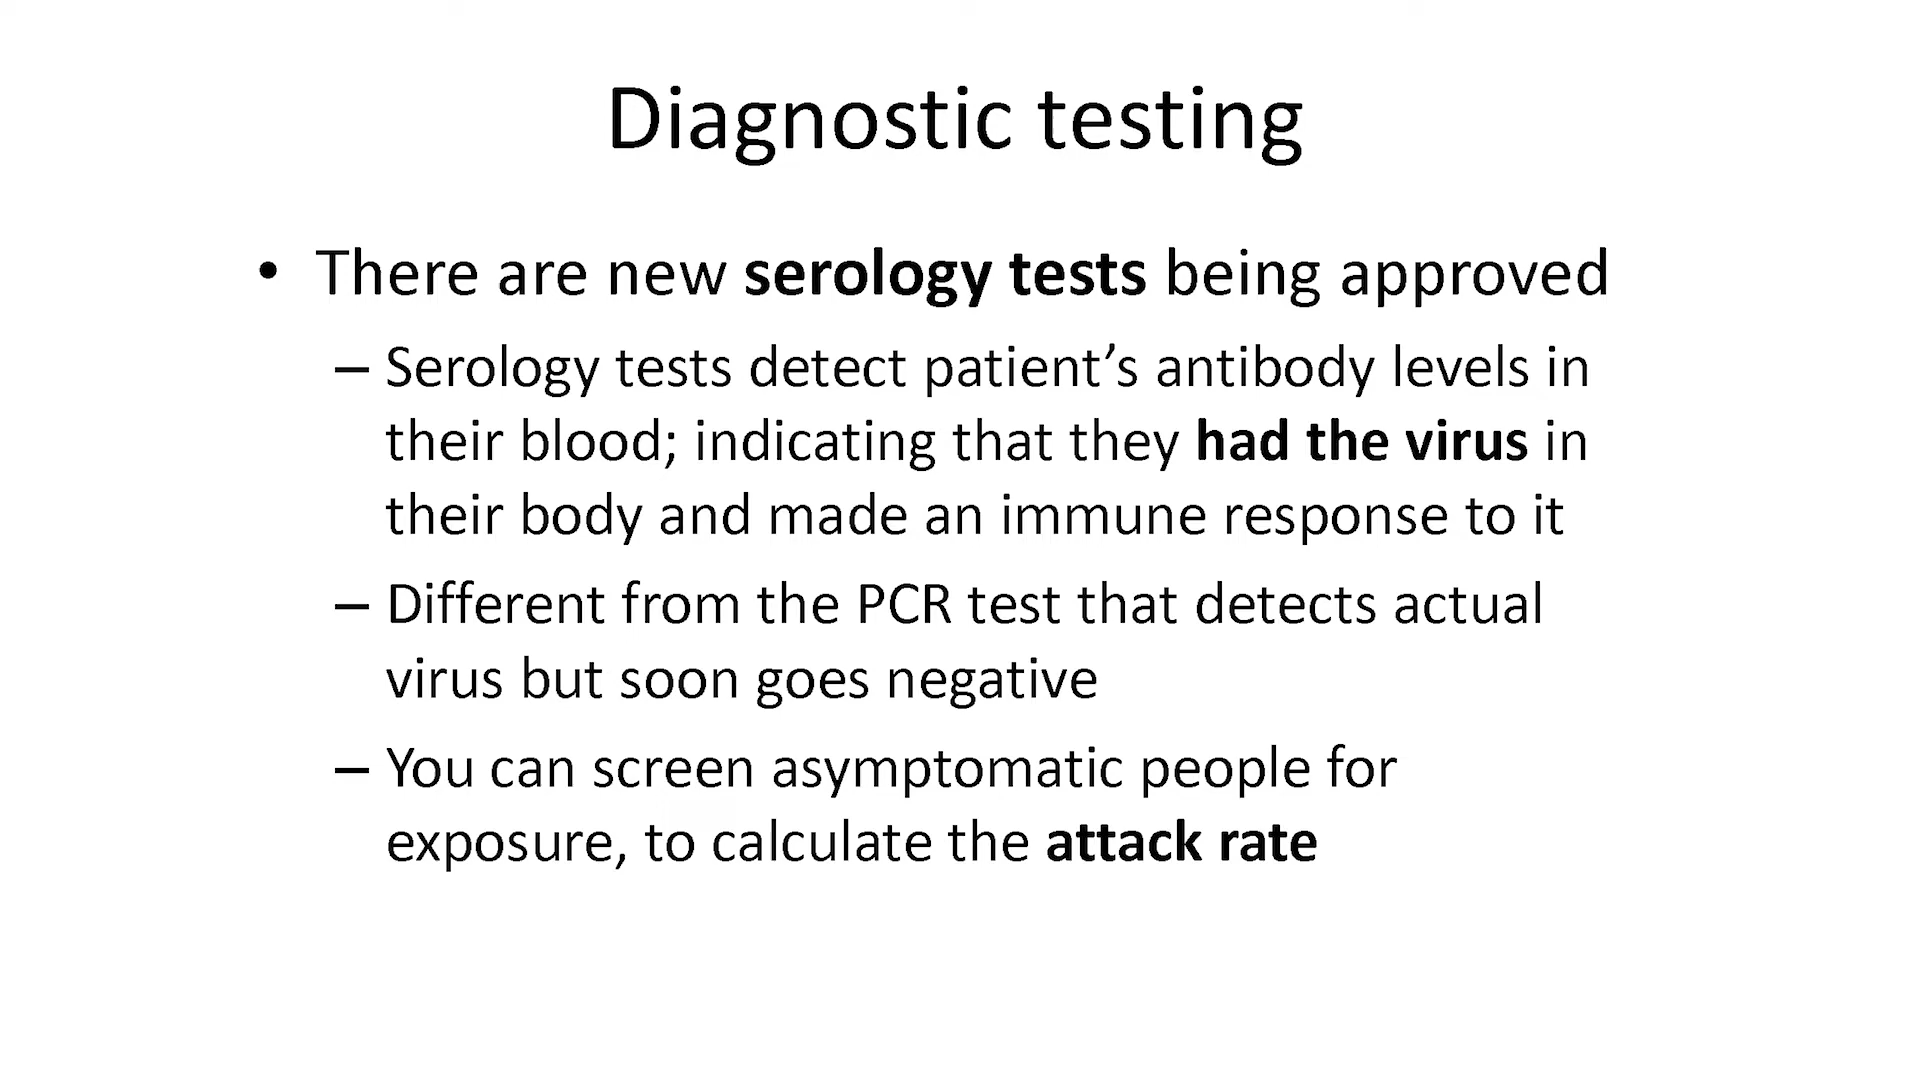 Diagnostic testing
• There are new serology tests being approved
– Serology tests detect patient’s antibody levels in
their blood; indicating that they had the virus in
their body and made an immune response to it
– Different from the PCR test that detects actual
virus but soon goes negative
– You can screen asymptomatic people for
exposure, to calculate the attack rate